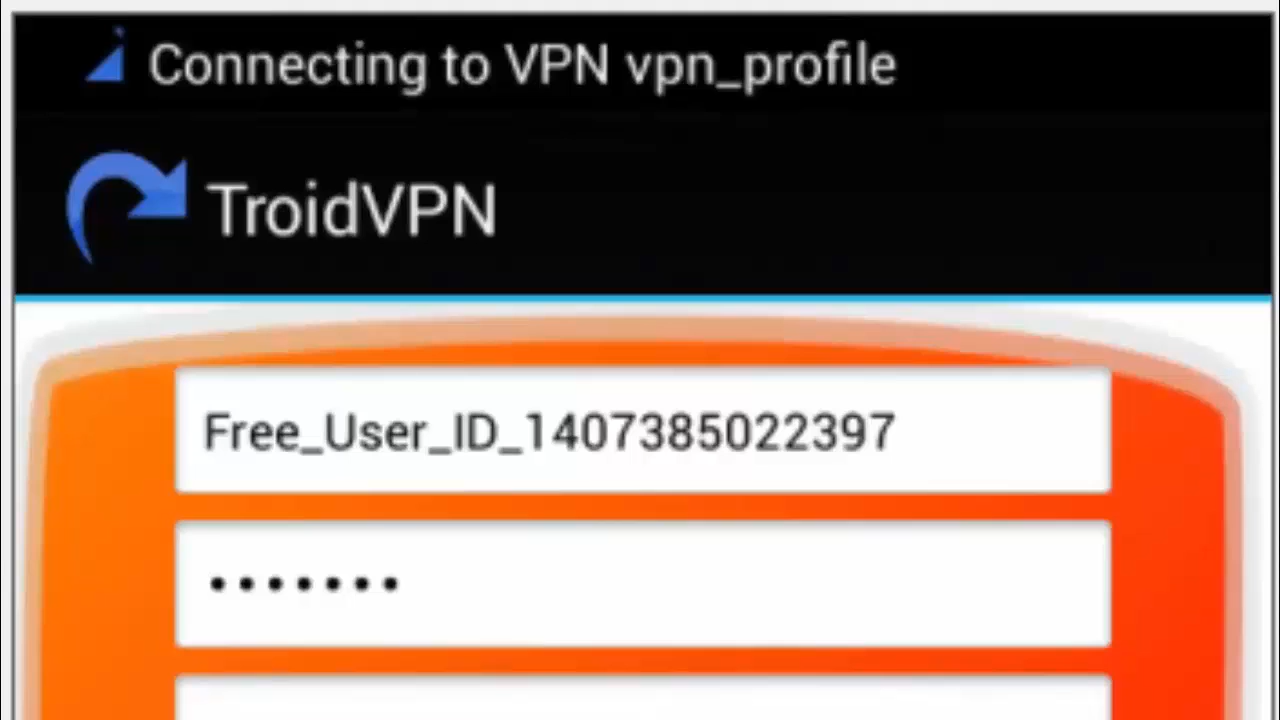 Connecting to VPN vpn_profile
TroidVPN
Free_User_ID_1407385022397
•••••••